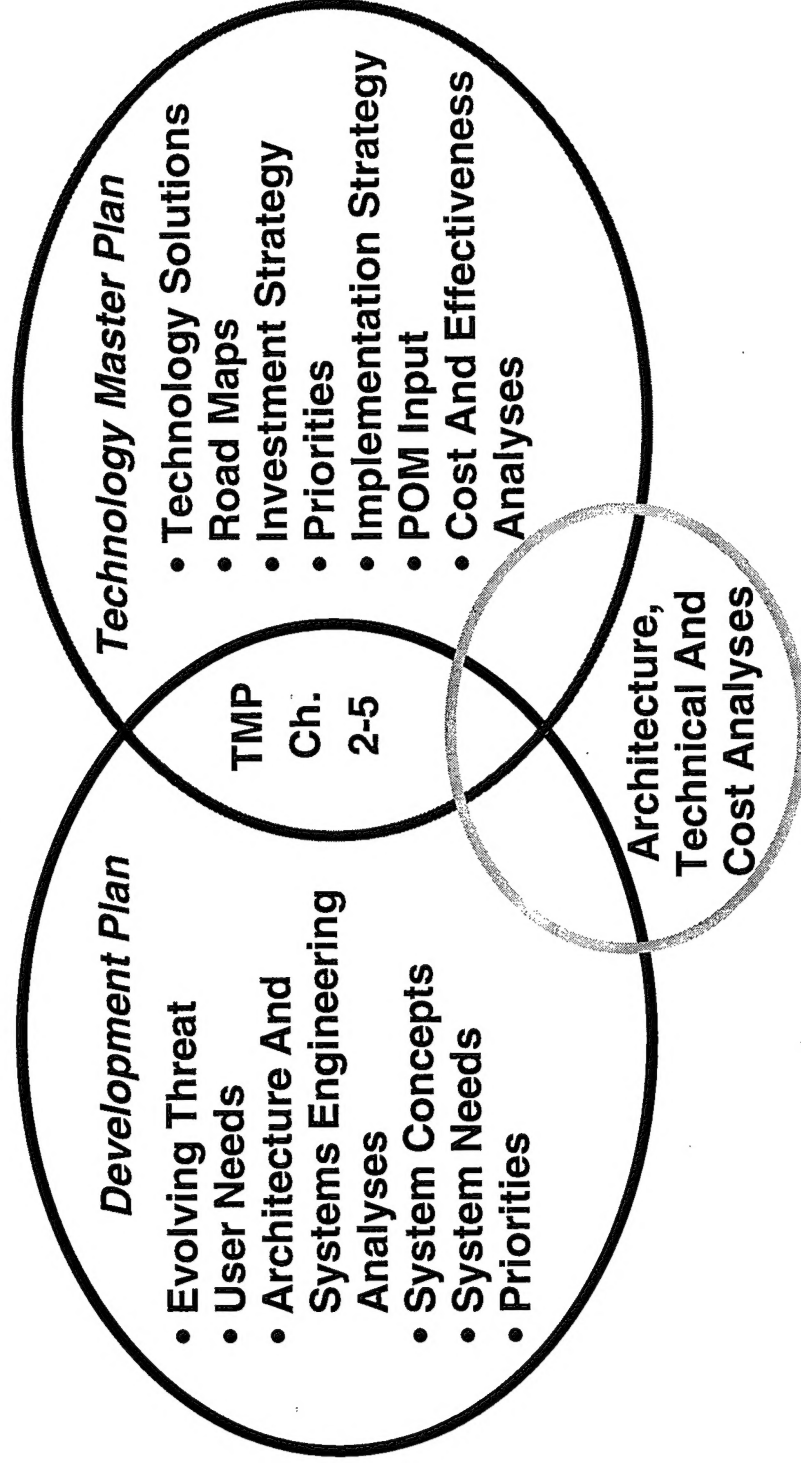 Development Plan
• Evolving Threat
• User Needs
• Architecture And
Systems Engineering
Analyses
• System Concepts
• System Needs
• Priorities
TMP
Ch.
2-5
Technology Master Plan
• Technology Solutions
• Road Maps
• Investment Strategy
• Priorities
• Implementation Strategy
• POM Input
• Cost And Effectiveness
Analyses
Architecture,
Technical And
Cost Analyses